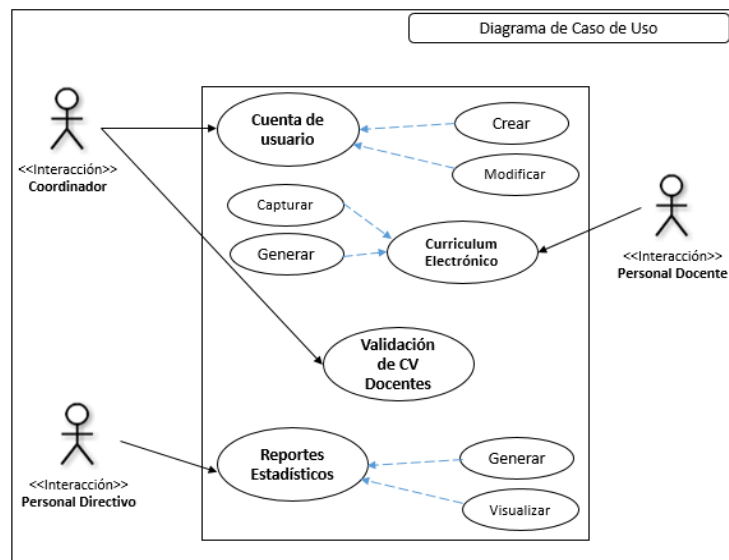 Diagrama de Caso de Uso
Cuenta de
usuario
Crear
Modificar
<<Interacción>>
Coordinador
Capturar
Generar
Curriculum
Electrónico
<<Interacción>>
Personal Docente
Validación
de CV
Docentes
Reportes
Estadísticos
Generar
Visualizar
<<Interacción>>
Personal Directivo